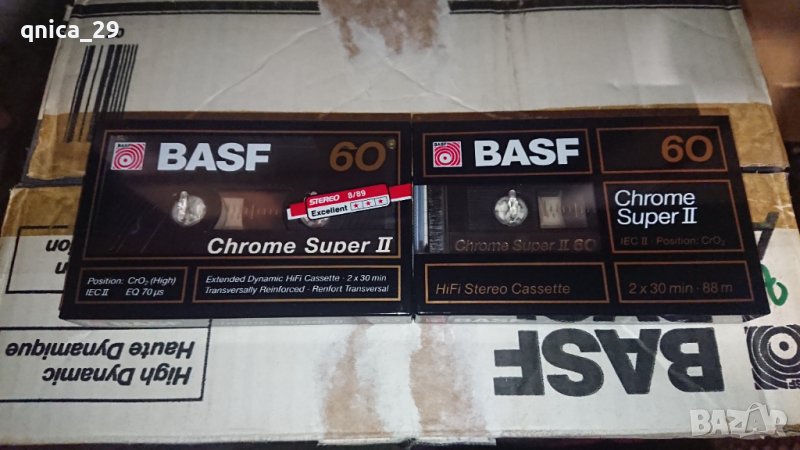 qnica_29
BASF 60
STEREO 8/89
Excellent
Chrome Super II
Position: CrO₂ (High)
IEC II EQ 70 µs
Extended Dynamic HiFi Cassette · 2 x 30 min
Transversally Reinforced · Renfort Transversal
BASF 60
Chrome Super II 60
Chrome
Super II
IEC II · Position: CrO₂
HiFi Stereo Cassette
2 x 30 min · 88 m
BASF
High Dynamic
Haute Dynamique
BAZAR